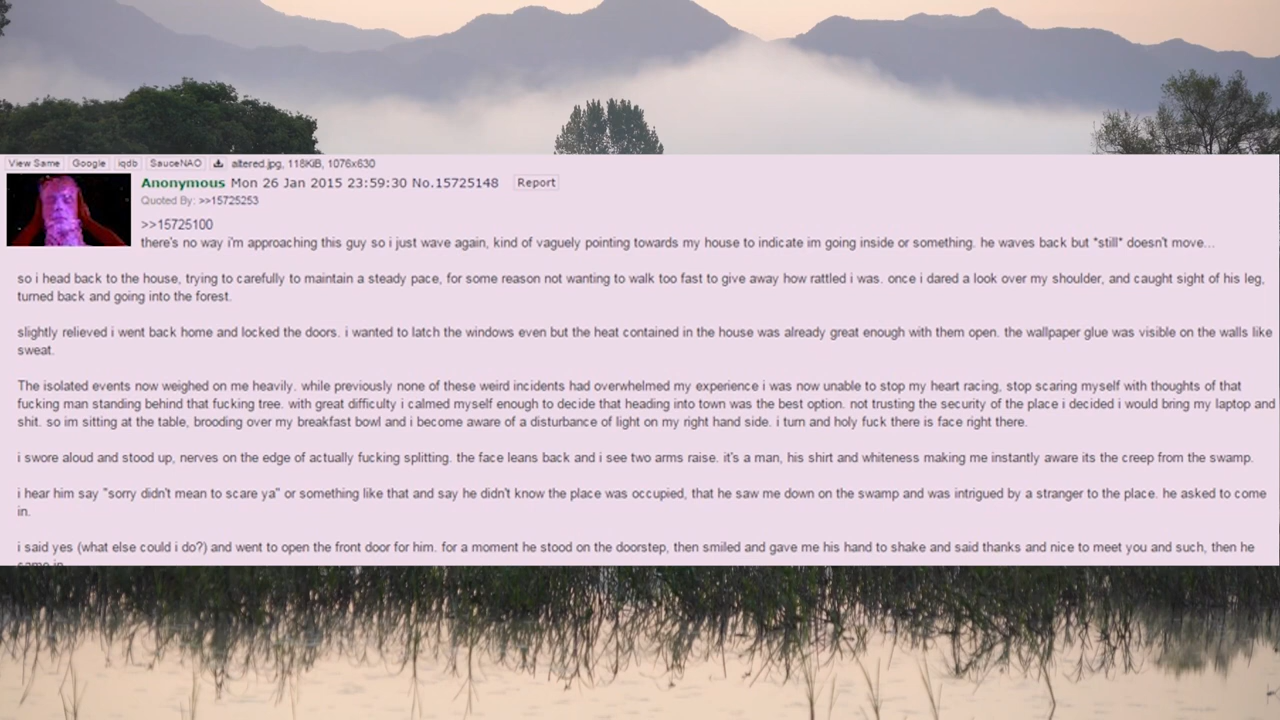 View Same Google iqdb SauceNAO altered.jpg, 118KiB, 1076x630
Anonymous Mon 26 Jan 2015 23:59:30 No.15725148 Report
Quoted By: >>15725253
>>15725100
there's no way i'm approaching this guy so i just wave again, kind of vaguely pointing towards my house to indicate im going inside or something. he waves back but *still* doesn't move...
so i head back to the house, trying to carefully to maintain a steady pace, for some reason not wanting to walk too fast to give away how rattled i was. once i dared a look over my shoulder, and caught sight of his leg,
turned back and going into the forest.
slightly relieved i went back home and locked the doors. i wanted to latch the windows even but the heat contained in the house was already great enough with them open. the wallpaper glue was visible on the walls like
sweat.
The isolated events now weighed on me heavily. while previously none of these weird incidents had overwhelmed my experience i was now unable to stop my heart racing, stop scaring myself with thoughts of that
fucking man standing behind that fucking tree. with great difficulty i calmed myself enough to decide that heading into town was the best option. not trusting the security of the place i decided i would bring my laptop and
shit. so im sitting at the table, brooding over my breakfast bowl and i become aware of a disturbance of light on my right hand side. i turn and holy fuck there is face right there.
i swore aloud and stood up, nerves on the edge of actually fucking splitting. the face leans back and i see two arms raise. it's a man, his shirt and whiteness making me instantly aware its the creep from the swamp.
i hear him say "sorry didn't mean to scare ya" or something like that and say he didn't know the place was occupied, that he saw me down on the swamp and was intrigued by a stranger to the place. he asked to come
in.
i said yes (what else could i do?) and went to open the front door for him. for a moment he stood on the doorstep, then smiled and gave me his hand to shake and said thanks and nice to meet you and such, then he
came in